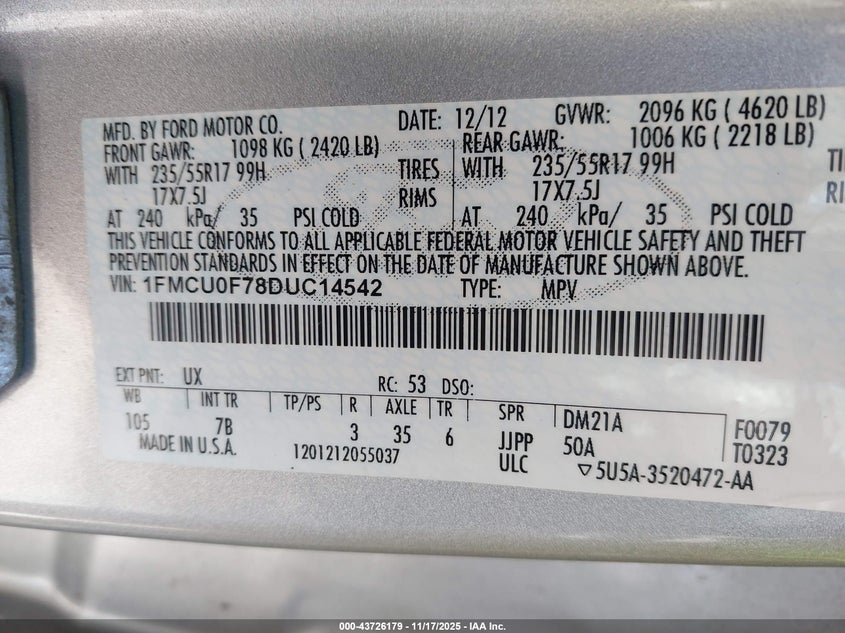 MFD. BY FORD MOTOR CO. DATE: 12/12 GVWR: 2096 KG ( 4620 LB)
FRONT GAWR: 1098 KG ( 2420 LB) REAR GAWR: 1006 KG ( 2218 LB)
WITH 235/55R17 99H TIRES WITH 235/55R17 99H TI
17X7.5J RIMS 17X7.5J RI
AT 240 kPa/ 35 PSI COLD AT 240 kPa/ 35 PSI COLD
THIS VEHICLE CONFORMS TO ALL APPLICABLE FEDERAL MOTOR VEHICLE SAFETY AND THEFT
PREVENTION STANDARDS IN EFFECT ON THE DATE OF MANUFACTURE SHOWN ABOVE.
VIN: 1FMCU0F78DUC14542 TYPE: MPV
EXT PNT: UX RC: 53 DSO:
WB INT TR TP/PS R AXLE TR SPR DM21A F0079
105 7B 3 35 6 JJPP 50A T0323
MADE IN U.S.A. 1201212055037 ULC ▽5U5A-3520472-AA
000-43726179 - 11/17/2025 - IAA Inc.